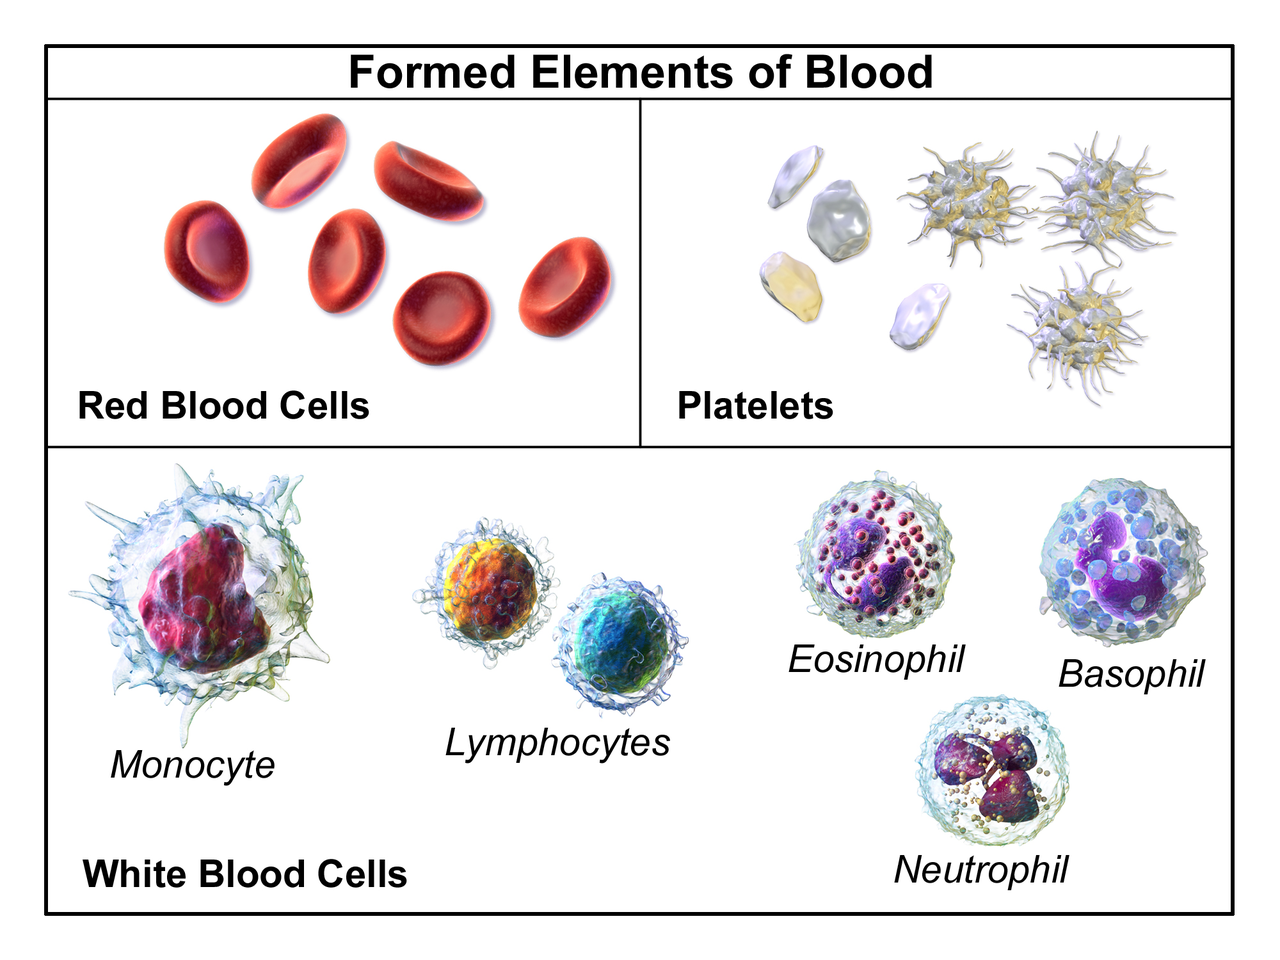 Formed Elements of Blood
Red Blood Cells
Platelets
Monocyte
Lymphocytes
Eosinophil
Basophil
Neutrophil
White Blood Cells